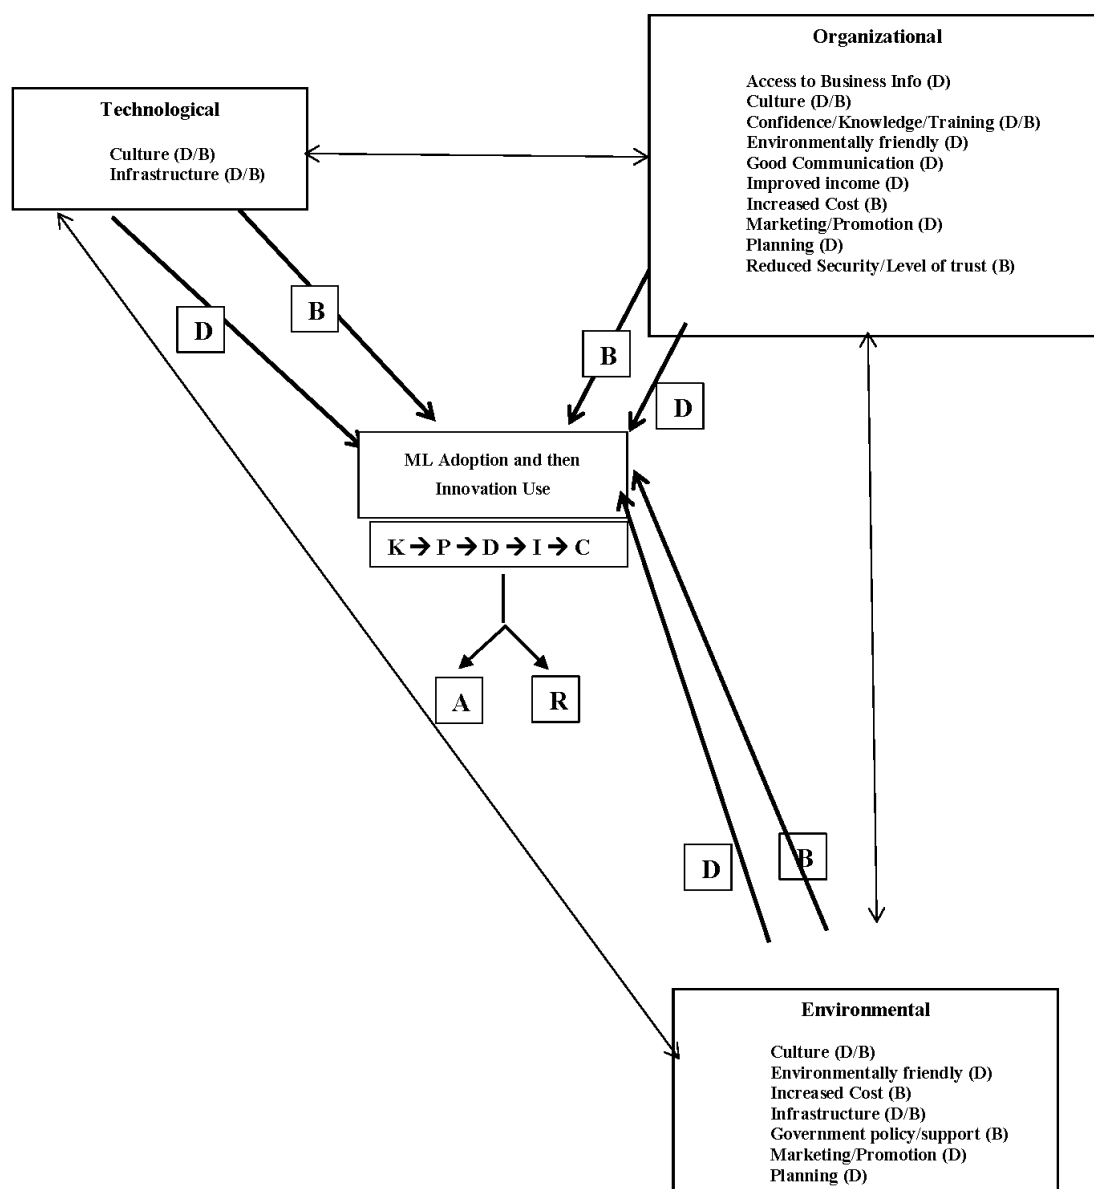 Organizational
Access to Business Info (D)
Culture (D/B)
Confidence/Knowledge/Training (D/B)
Environmentally friendly (D)
Good Communication (D)
Improved income (D)
Increased Cost (B)
Marketing/Promotion (D)
Planning (D)
Reduced Security/Level of trust (B)
Technological
Culture (D/B)
Infrastructure (D/B)
D
B
B
D
ML Adoption and then
Innovation Use
K → P → D → I → C
A
R
D
B
Environmental
Culture (D/B)
Environmentally friendly (D)
Increased Cost (B)
Infrastructure (D/B)
Government policy/support (B)
Marketing/Promotion (D)
Planning (D)